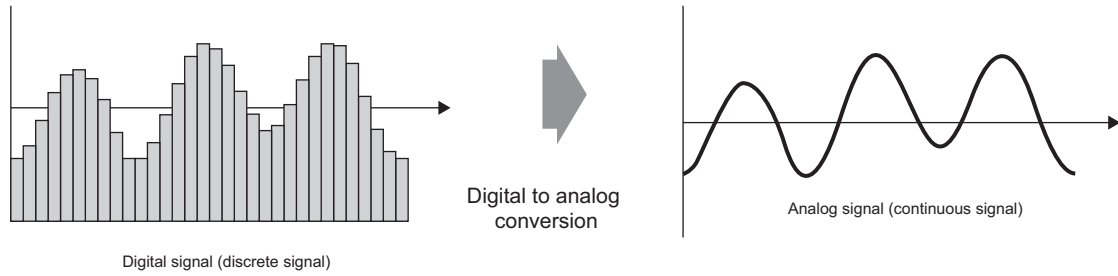 Digital to analog
conversion
Analog signal (continuous signal)
Digital signal (discrete signal)